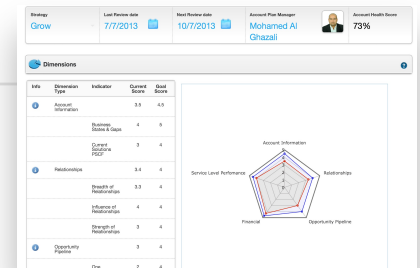 Strategy
Grow
Last Review date
7/7/2013
Next Review date
10/7/2013
Account Plan Manager
Mohamed Al
Ghazali
Account Health Score
73%
Dimensions
Info Dimension Type Indicator Current Score Goal Score
Account Information 3.5 4.5
Business States & Gaps 4 5
Current Solutions PSCF 3 4
Relationships 3.4 4
Breadth of Relationships 3.3 4
Influence of Relationships 4 4
Strength of Relationships 3 4
Opportunity Pipeline 3 4
2 4
Account Information
Service Level Performance
Relationships
Financial
Opportunity Pipeline